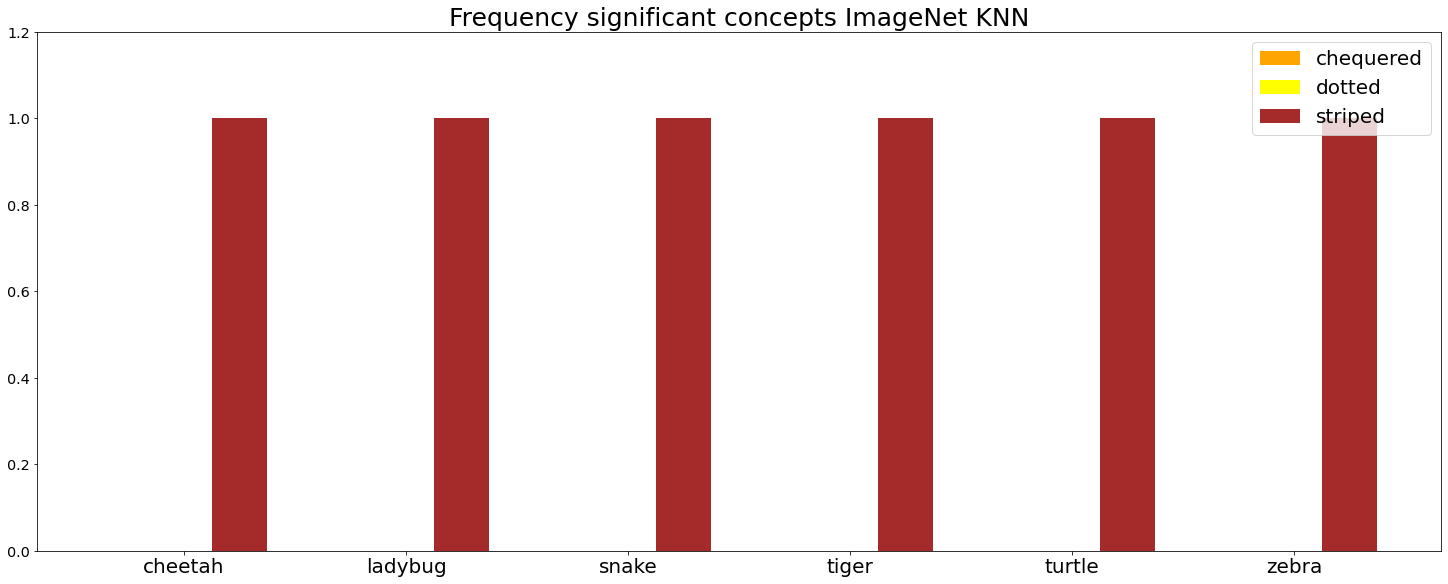 Frequency significant concepts ImageNet KNN
1.2
1.0
0.8
0.6
0.4
0.2
0.0
chequered
dotted
striped
cheetah ladybug snake tiger turtle zebra